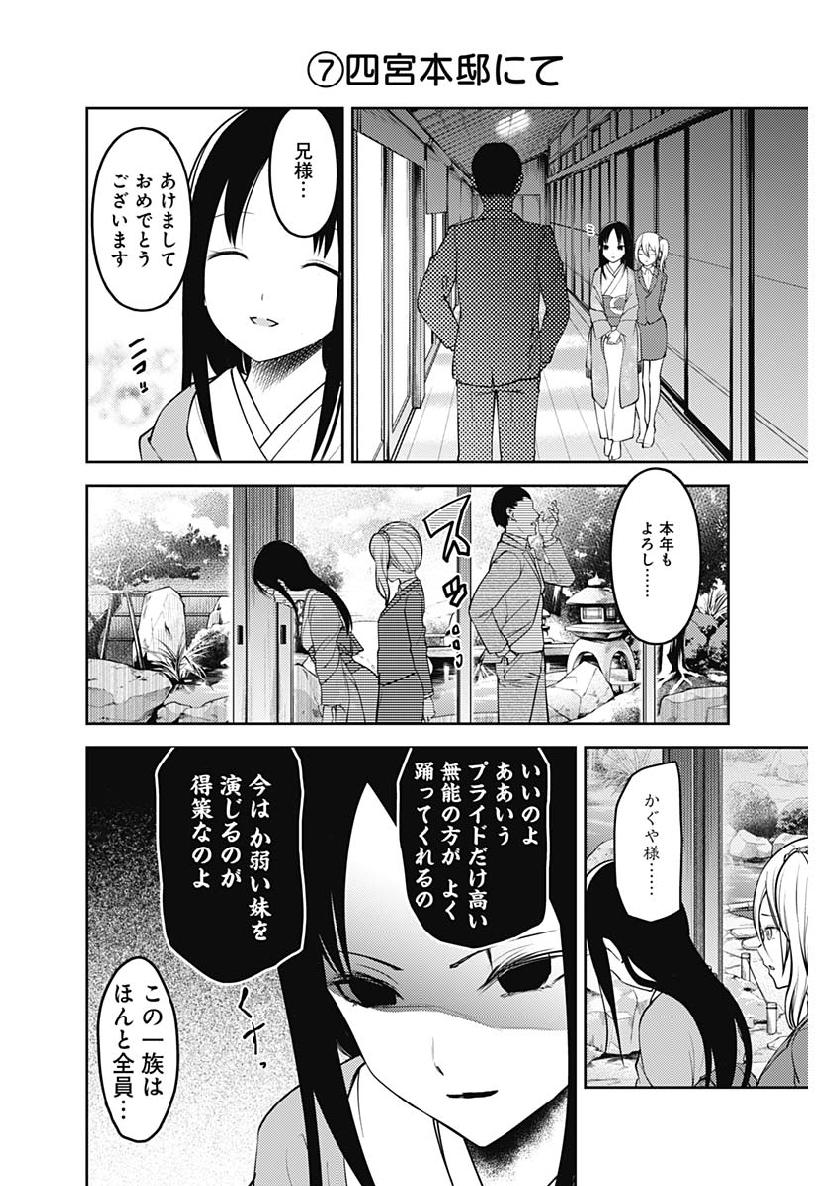 ⑦四宮本邸にて
兄様…
あけまして
おめでとう
ございます
ニコッ
本年も
よろし……
スッ…
かぐや様……
いいのよ
ああいう
プライドだけ高い
無能の方が よく
踊ってくれるの
今は か弱い妹を
演じるのが
得策なのよ
くすっ
この一族は
ほんと全員…